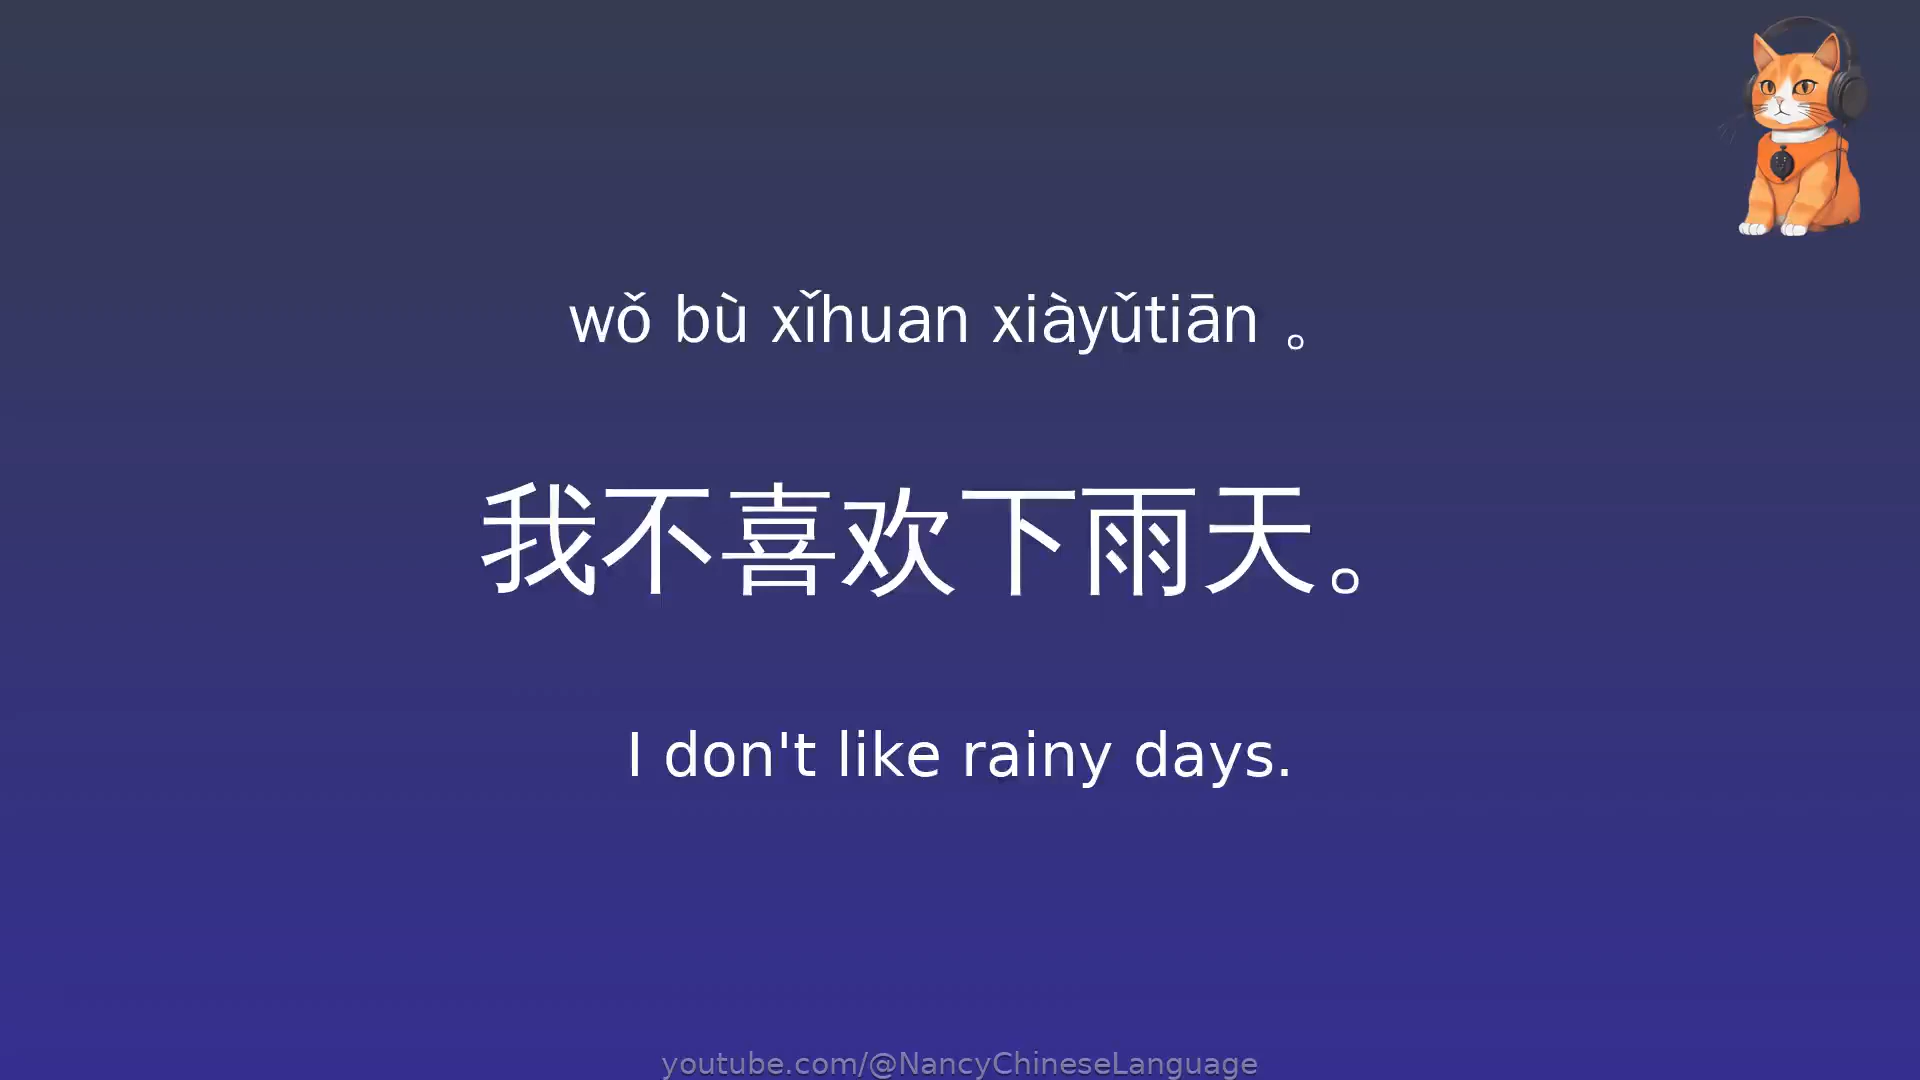 wǒ bù xǐhuan xiàyǔtiān 。
我不喜欢下雨天。
I don't like rainy days.
youtube.com/@NancyChineseLanguage